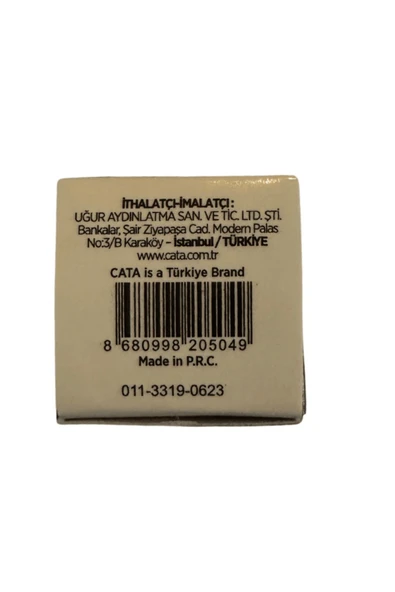 İTHALATÇI-İMALATÇI :
UĞUR AYDINLATMA SAN. VE TİC. LTD. ŞTİ.
Bankalar, Şair Ziyapaşa Cad. Modern Palas
No:3/B Karaköy – İstanbul / TÜRKİYE
www.cata.com.tr
CATA is a Türkiye Brand
8 680998 205049
Made in P.R.C.
011-3319-0623